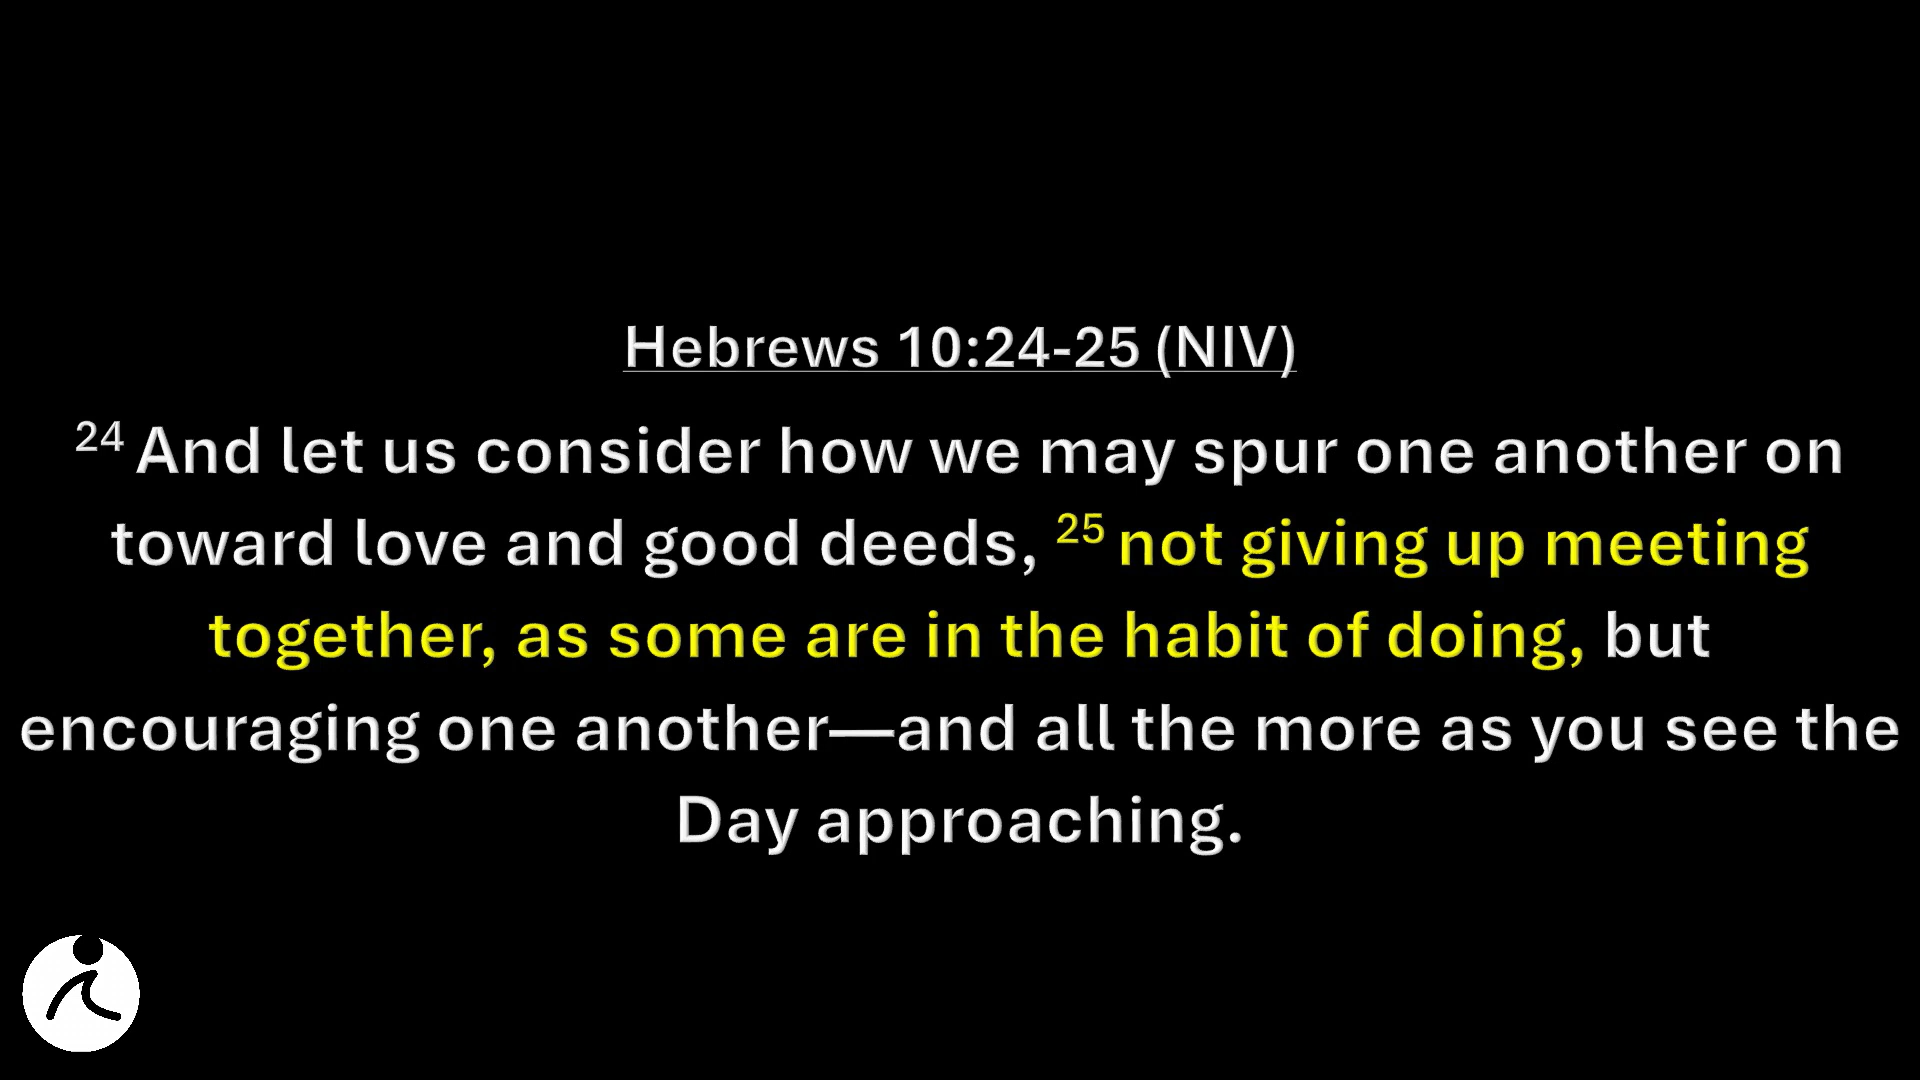 Hebrews 10:24-25 (NIV)
24 And let us consider how we may spur one another on
toward love and good deeds, 25 not giving up meeting
together, as some are in the habit of doing, but
encouraging one another—and all the more as you see the
Day approaching.